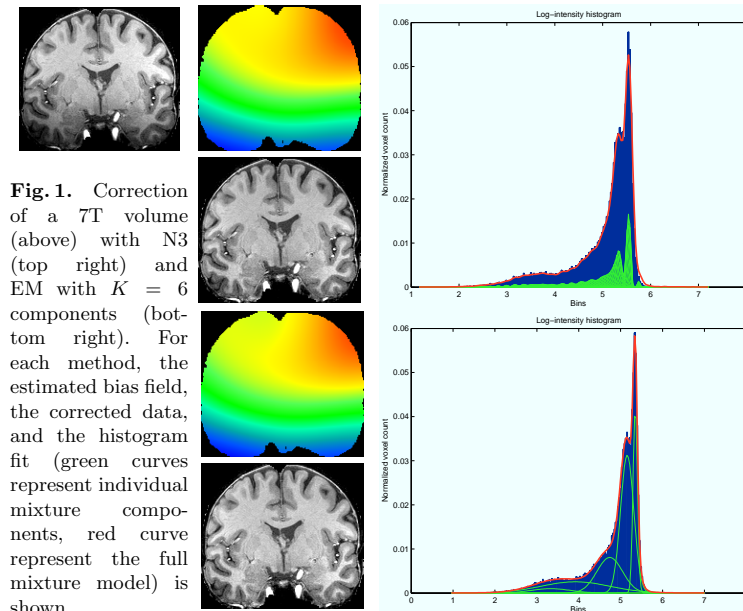 Fig. 1. Correction
of a 7T volume
(above) with N3
(top right) and
EM with K = 6
components (bot-
tom right). For
each method, the
estimated bias field,
the corrected data,
and the histogram
fit (green curves
represent individual
mixture compo-
nents, red curve
represent the full
mixture model) is
shown
Log−intensity histogram
Normalized voxel count
0.06
0.05
0.04
0.03
0.02
0.01
0
1 2 3 4 5 6 7
Bins
Log−intensity histogram
Normalized voxel count
0.06
0.05
0.04
0.03
0.02
0.01
0
0 1 2 3 4 5 6 7
Bins